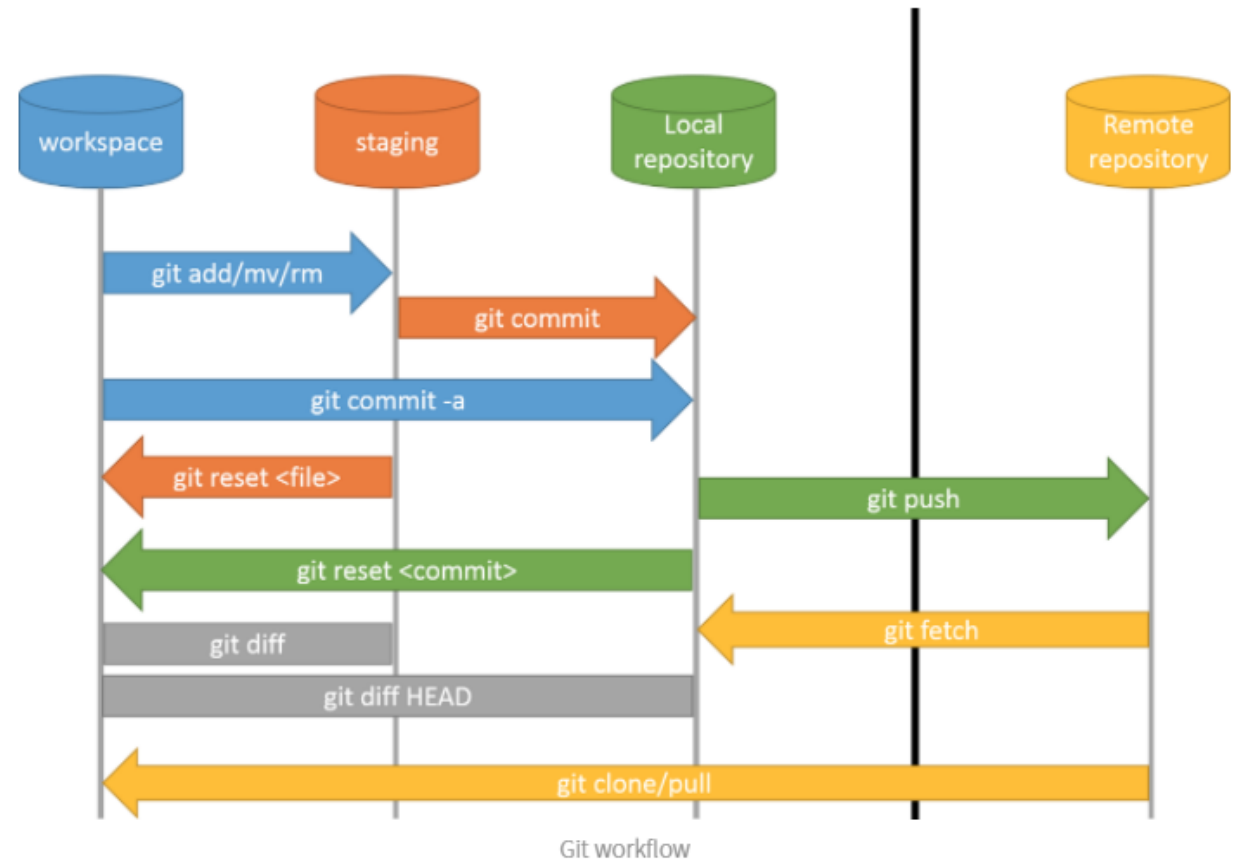 workspace
staging
Local
repository
Remote
repository
git add/mv/rm
git commit
git commit -a
git reset <file>
git push
git reset <commit>
git fetch
git diff
git diff HEAD
git clone/pull
Git workflow